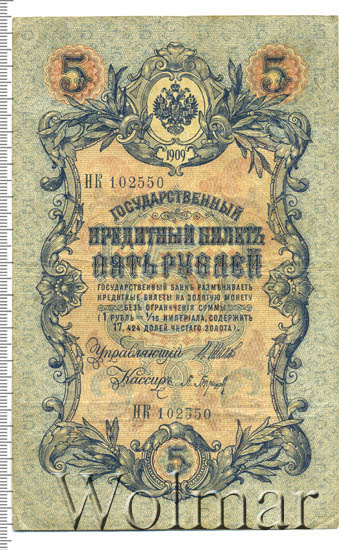 5 5
1909
НК 102550
ГОСУДАРСТВЕННЫЙ
КРЕДИТНЫЙ БИЛЕТЪ
ПЯТЬ РУБЛЕЙ
ГОСУДАРСТВЕННЫЙ БАНКЪ РАЗМѢНИВАЕТЪ
КРЕДИТНЫЕ БИЛЕТЫ НА ЗОЛОТУЮ МОНЕТУ
БЕЗЪ ОГРАНИЧЕНІЯ СУММЫ
(1 РУБЛЬ = 1/15 ИМПЕРІАЛА, СОДЕРЖИТЪ
17,424 ДОЛЕЙ ЧИСТАГО ЗОЛОТА).
Управляющій
Кассиръ
НК 102550
5
Wolmar